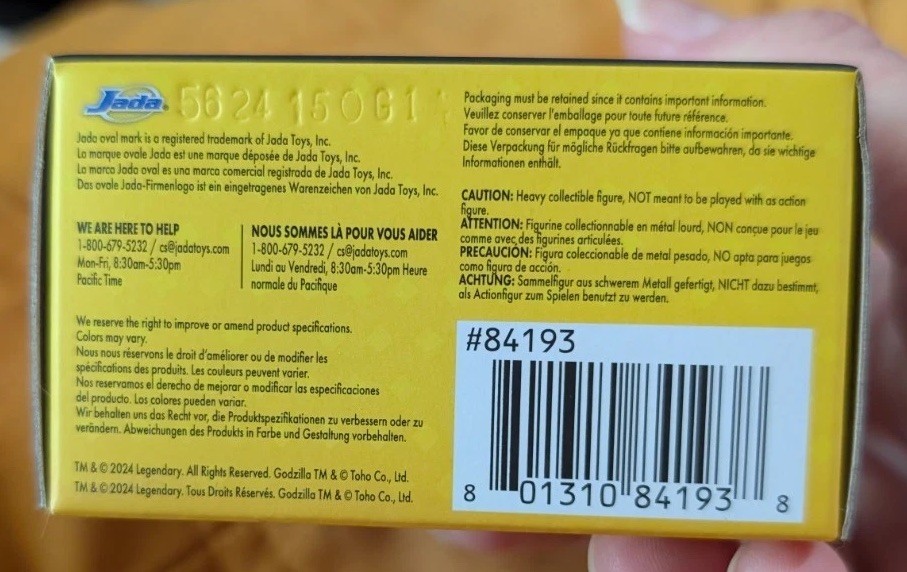 Jada®
5624 150G1
Jada oval mark is a registered trademark of Jada Toys, Inc.
La marque ovale Jada est une marque déposée de Jada Toys, Inc.
La marca Jada oval es una marca comercial registrada de Jada Toys, Inc.
Das ovale Jada-Firmenlogo ist ein eingetragenes Warenzeichen von Jada Toys, Inc.
WE ARE HERE TO HELP
1-800-679-5232 / cs@jadatoys.com
Mon-Fri, 8:30am-5:30pm
Pacific Time
NOUS SOMMES LÀ POUR VOUS AIDER
1-800-679-5232 / cs@jadatoys.com
Lundi au Vendredi, 8:30am-5:30pm Heure
normale du Pacifique
We reserve the right to improve or amend product specifications.
Colors may vary.
Nous nous réservons le droit d'améliorer ou de modifier les
spécifications des produits. Les couleurs peuvent varier.
Nos reservamos el derecho de mejorar o modificar las especificaciones
del producto. Los colores pueden variar.
Wir behalten uns das Recht vor, die Produktspezifikationen zu verbessern oder zu
verändern. Abweichungen des Produkts in Farbe und Gestaltung vorbehalten.
TM & © 2024 Legendary. All Rights Reserved. Godzilla TM & © Toho Co., Ltd.
TM & © 2024 Legendary. Tous Droits Réservés. Godzilla TM & © Toho Co., Ltd.
Packaging must be retained since it contains important information.
Veuillez conserver l'emballage pour toute future référence.
Favor de conservar el empaque ya que contiene información importante.
Diese Verpackung für mögliche Rückfragen bitte aufbewahren, da sie wichtige
Informationen enthält.
CAUTION: Heavy collectible figure, NOT meant to be played with as action
figure.
ATTENTION: Figurine collectionnable en métal lourd, NON conçue pour le jeu
comme avec des figurines articulées.
PRECAUCIÓN: Figura coleccionable de metal pesada, NO apta para juegos
como figura de acción.
ACHTUNG: Sammelfigur aus schwerem Metall gefertigt, NICHT dazu bestimmt,
als Actionfigur zum Spielen benutzt zu werden.
#84193
8 01310 84193 8